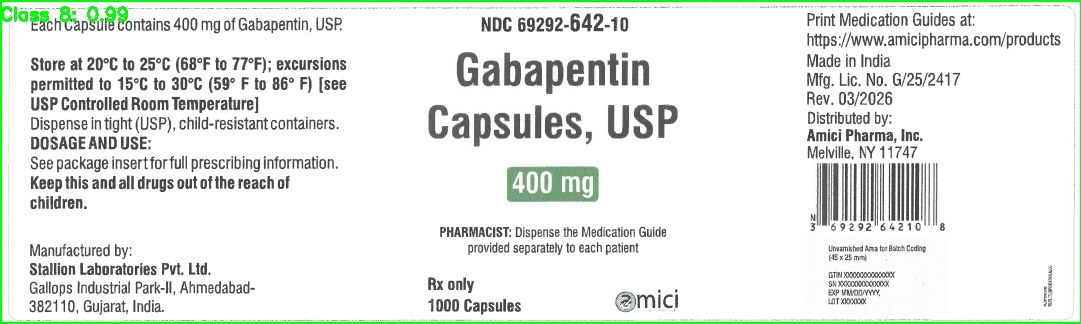 Class 8: 0.99
Each Capsule contains 400 mg of Gabapentin, USP.
Store at 20°C to 25°C (68°F to 77°F); excursions
permitted to 15°C to 30°C (59° F to 86° F) [see
USP Controlled Room Temperature]
Dispense in tight (USP), child-resistant containers.
DOSAGE AND USE:
See package insert for full prescribing information.
Keep this and all drugs out of the reach of
children.
Manufactured by:
Stallion Laboratories Pvt. Ltd.
Gallops Industrial Park-II, Ahmedabad-
382110, Gujarat, India.
NDC 69292-642-10
Gabapentin
Capsules, USP
400 mg
PHARMACIST: Dispense the Medication Guide
provided separately to each patient
Rx only
1000 Capsules
amici
Print Medication Guides at:
https://www.amicipharma.com/products
Made in India
Mfg. Lic. No. G/25/2417
Rev. 03/2026
Distributed by:
Amici Pharma, Inc.
Melville, NY 11747
N
3 69292 64210 8
Unvarnished Area for Batch Coding
(45 x 25 mm)
GTIN XXXXXXXXXXXXXX
SN XXXXXXXXXXXXXX
EXP MM/DD/YYYY,
LOT XXXXXXX